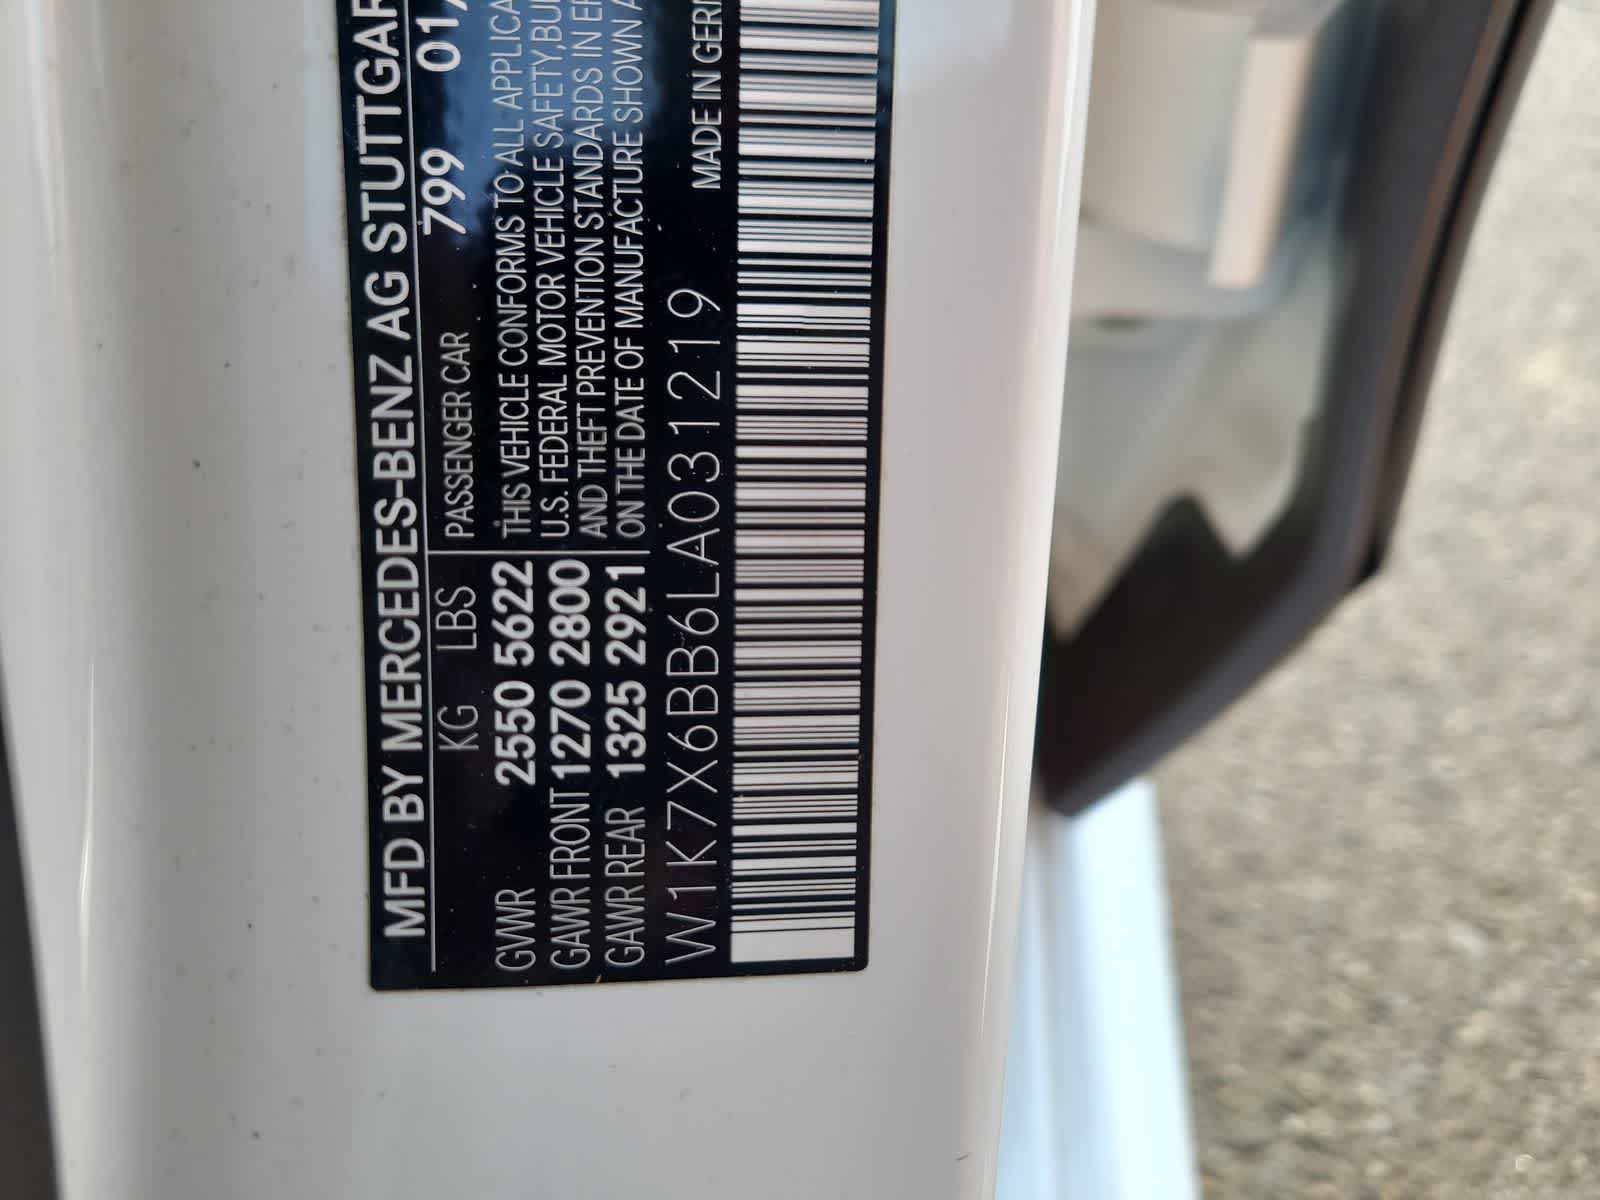 MFD BY MERCEDES-BENZ AG STUTTGAR
KG LBS PASSENGER CAR 799 017
GVWR 2550 5622 THIS VEHICLE CONFORMS TO ALL APPLICA
GAWR FRONT 1270 2800 U.S. FEDERAL MOTOR VEHICLE SAFETY, BU
GAWR REAR 1325 2921 AND THEFT PREVENTION STANDARDS IN EF
ON THE DATE OF MANUFACTURE SHOWN A
W1K7X6BB6LA031219 MADE IN GER